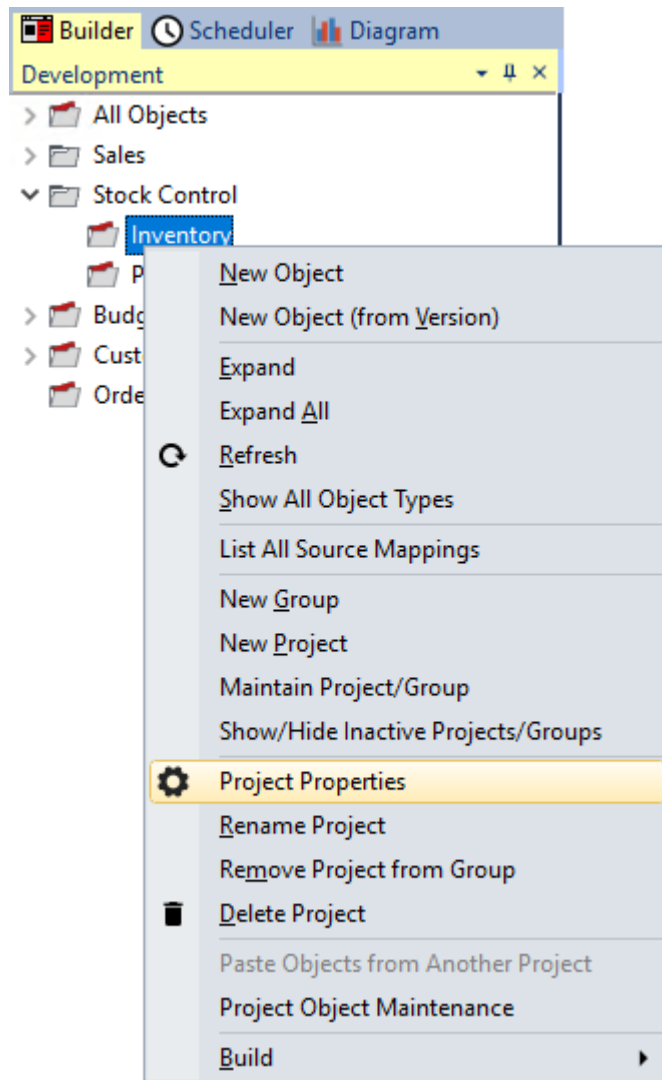 Builder Scheduler Diagram
Development
All Objects
Sales
Stock Control
Inventory
New Object
New Object (from Version)
Expand
Expand All
Refresh
Show All Object Types
List All Source Mappings
New Group
New Project
Maintain Project/Group
Show/Hide Inactive Projects/Groups
Project Properties
Rename Project
Remove Project from Group
Delete Project
Paste Objects from Another Project
Project Object Maintenance
Build